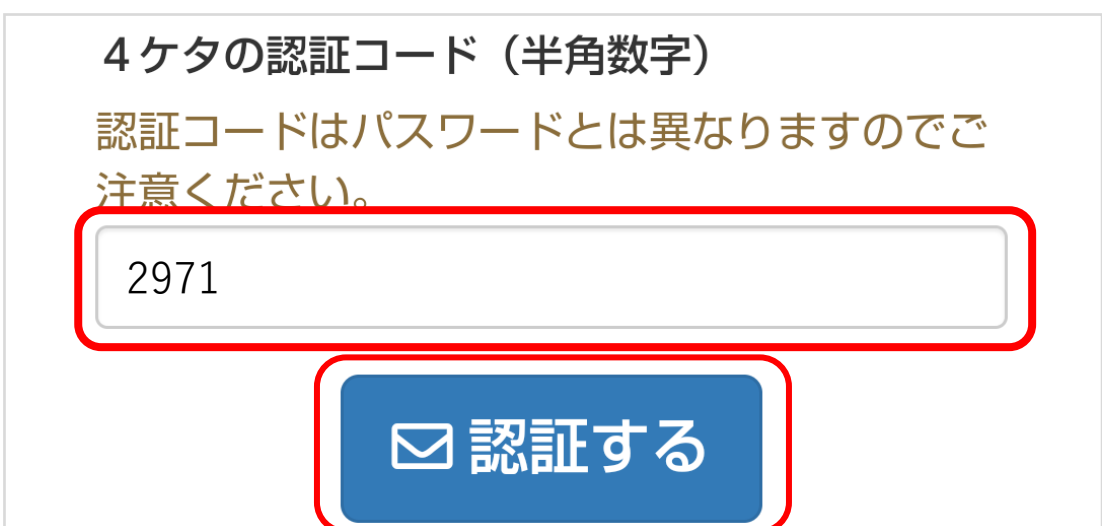 ４ケタの認証コード（半角数字）
認証コードはパスワードとは異なりますのでご
注意ください。
2971
認証する